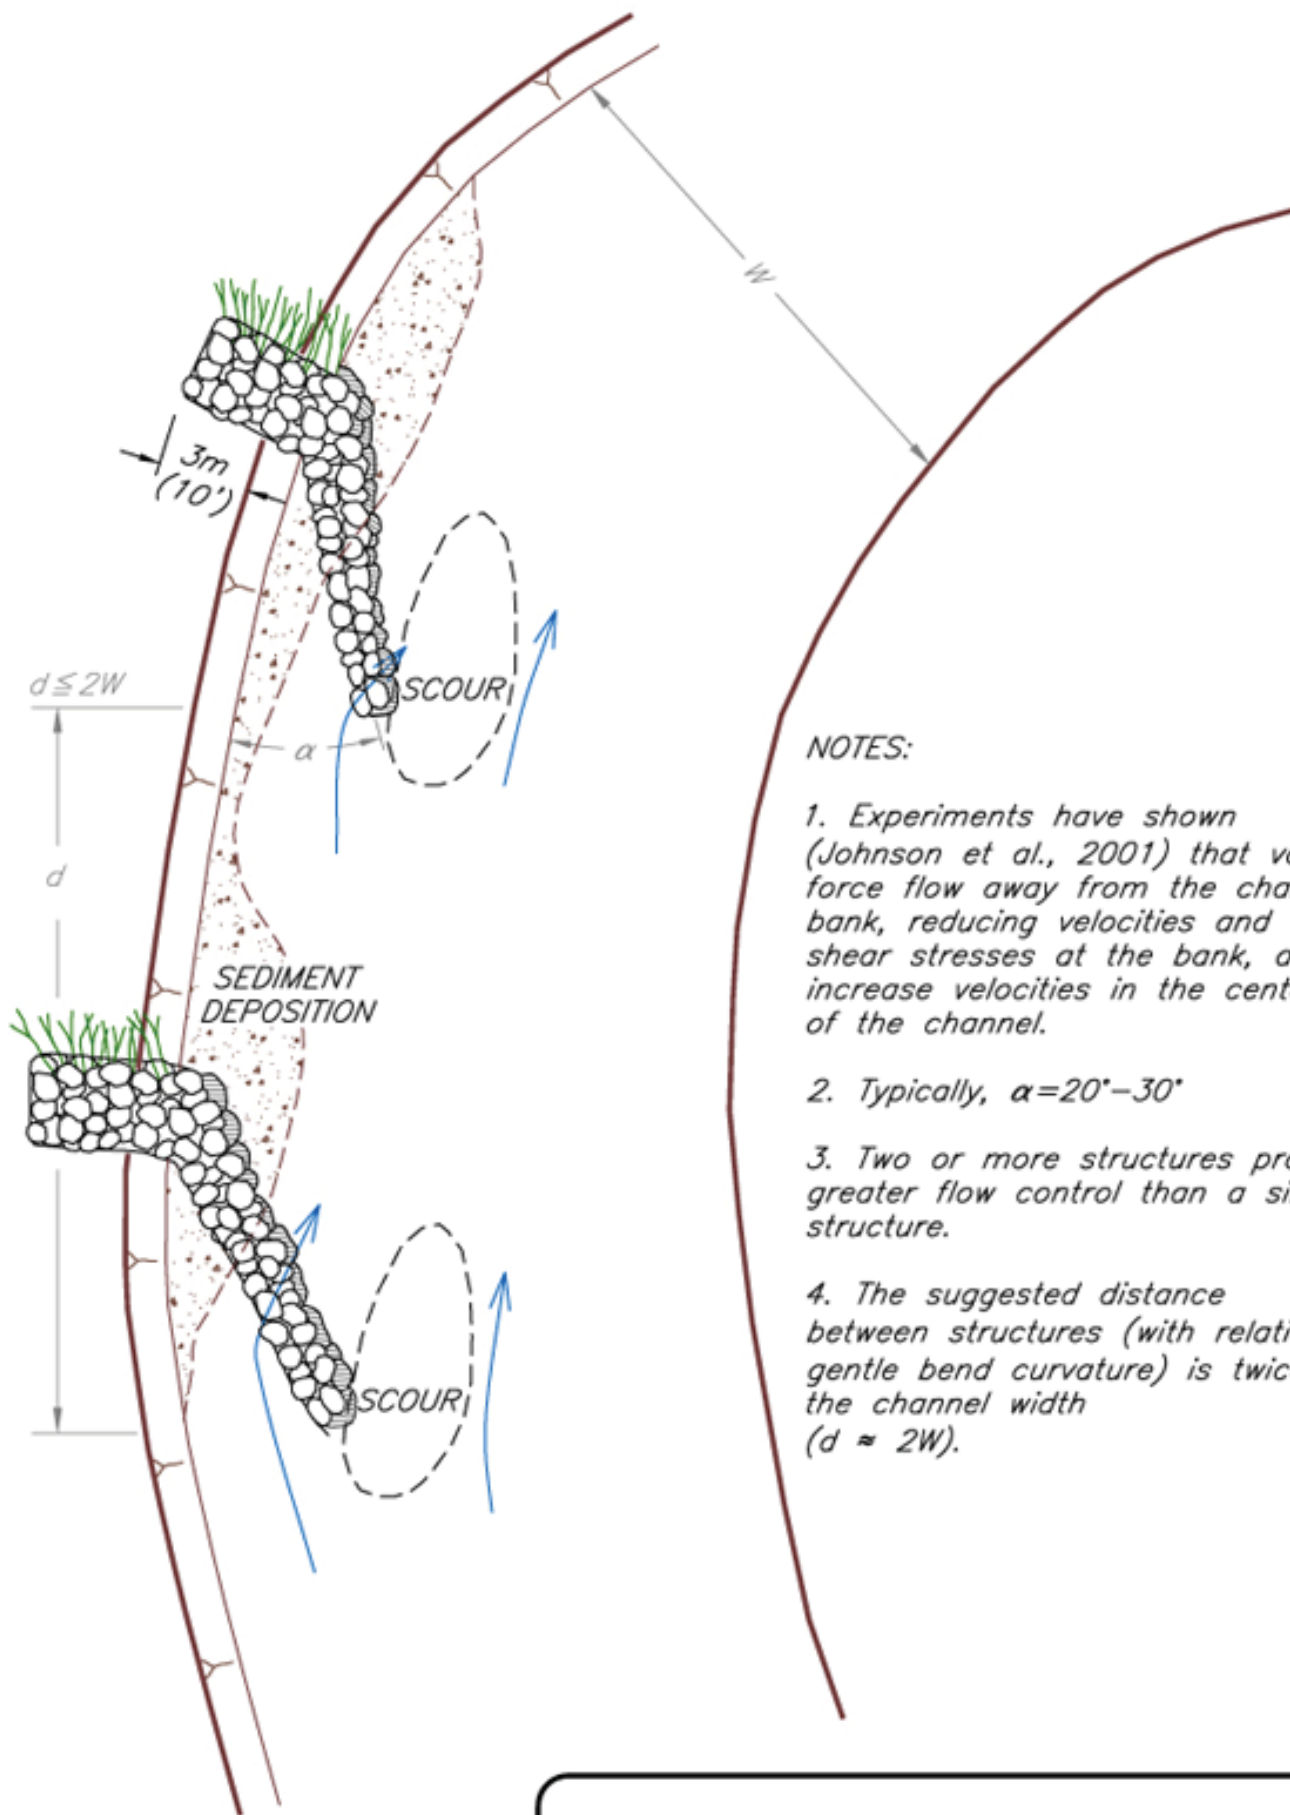 W
3m
(10')
SCOUR
d ≤ 2W
α
d
SEDIMENT
DEPOSITION
SCOUR
NOTES:
1. Experiments have shown
(Johnson et al., 2001) that
force flow away from the
bank, reducing velocities and
shear stresses at the bank,
increase velocities in the
of the channel.
2. Typically, α=20°-30°
3. Two or more structures
greater flow control than a
structure.
4. The suggested distance
between structures (with
gentle bend curvature) is twice
the channel width
(d ≈ 2W).